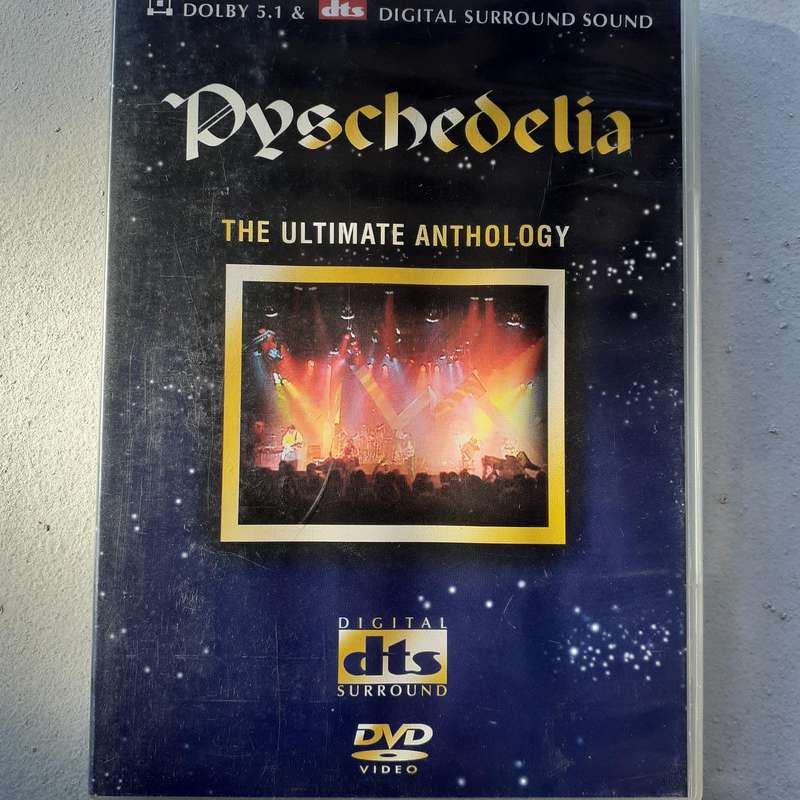 DOLBY 5.1 & dts DIGITAL SURROUND SOUND
Pyschedelia
THE ULTIMATE ANTHOLOGY
DIGITAL
dts
SURROUND
DVD
VIDEO